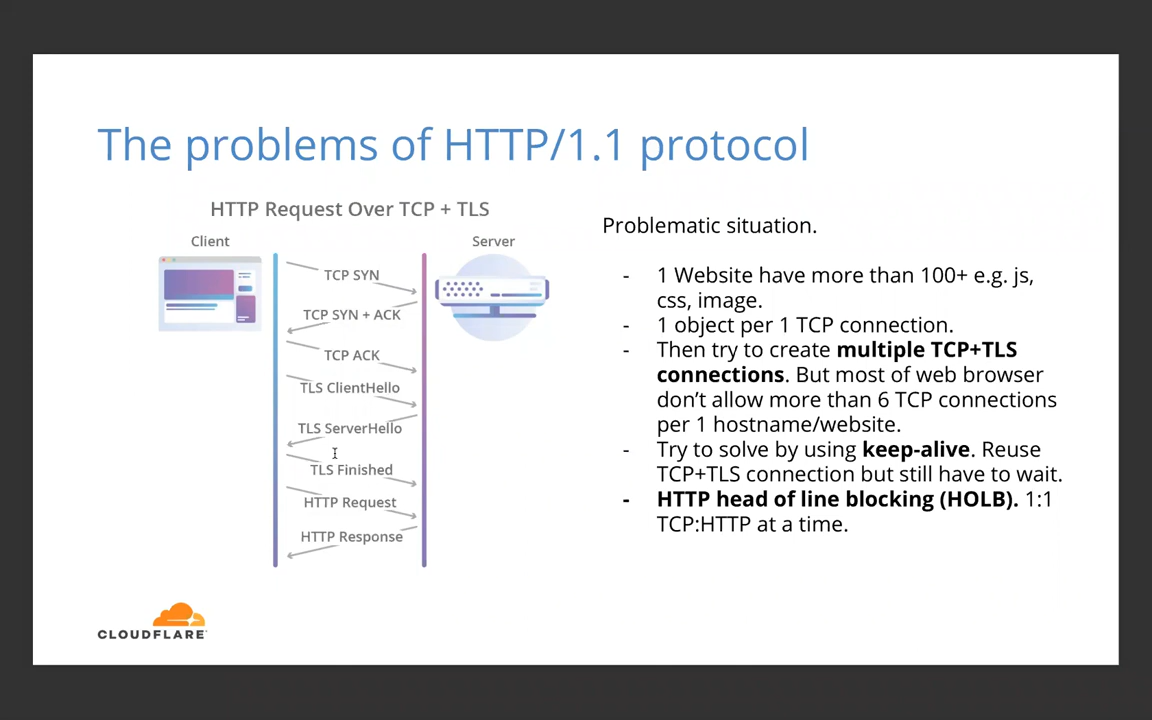 The problems of HTTP/1.1 protocol
HTTP Request Over TCP + TLS
Client
Server
TCP SYN
TCP SYN + ACK
TCP ACK
TLS ClientHello
TLS ServerHello
TLS Finished
HTTP Request
HTTP Response
Problematic situation.
- 1 Website have more than 100+ e.g. js,
css, image.
- 1 object per 1 TCP connection.
- Then try to create multiple TCP+TLS
connections. But most of web browser
don’t allow more than 6 TCP connections
per 1 hostname/website.
- Try to solve by using keep-alive. Reuse
TCP+TLS connection but still have to wait.
- HTTP head of line blocking (HOLB). 1:1
TCP:HTTP at a time.
CLOUDFLARE